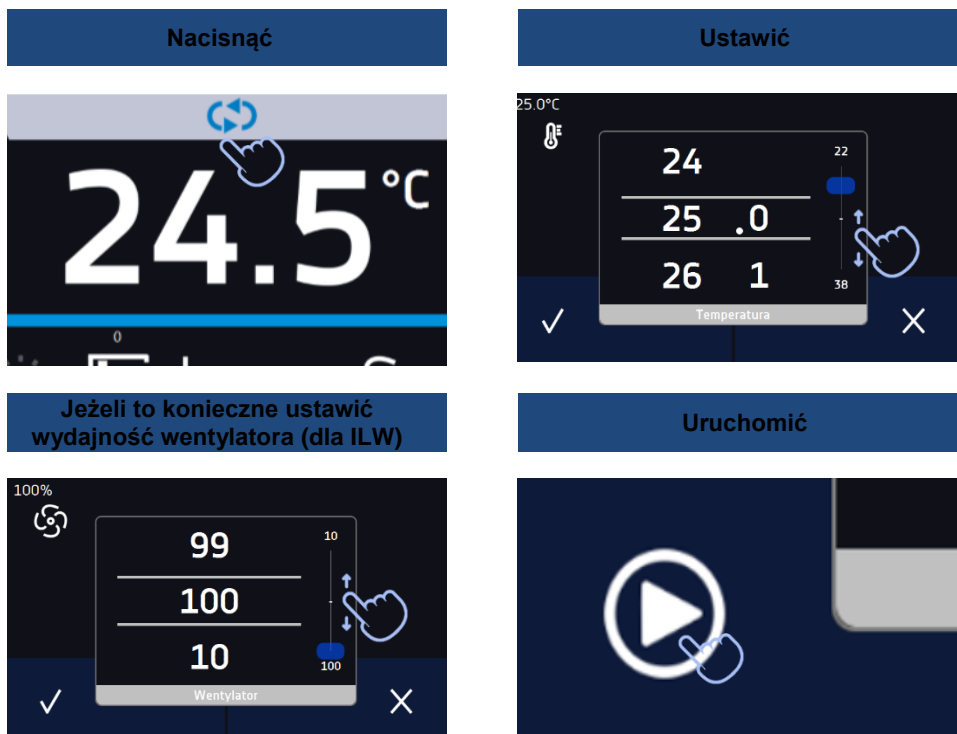 Nacisnąć
Ustawić
24.5°C
0
25.0°C
24
22
25 .0
26 1
38
Temperatura
Jeżeli to konieczne ustawić
wydajność wentylatora (dla ILW)
Uruchomić
100%
99
10
100
10
100
Wentylator